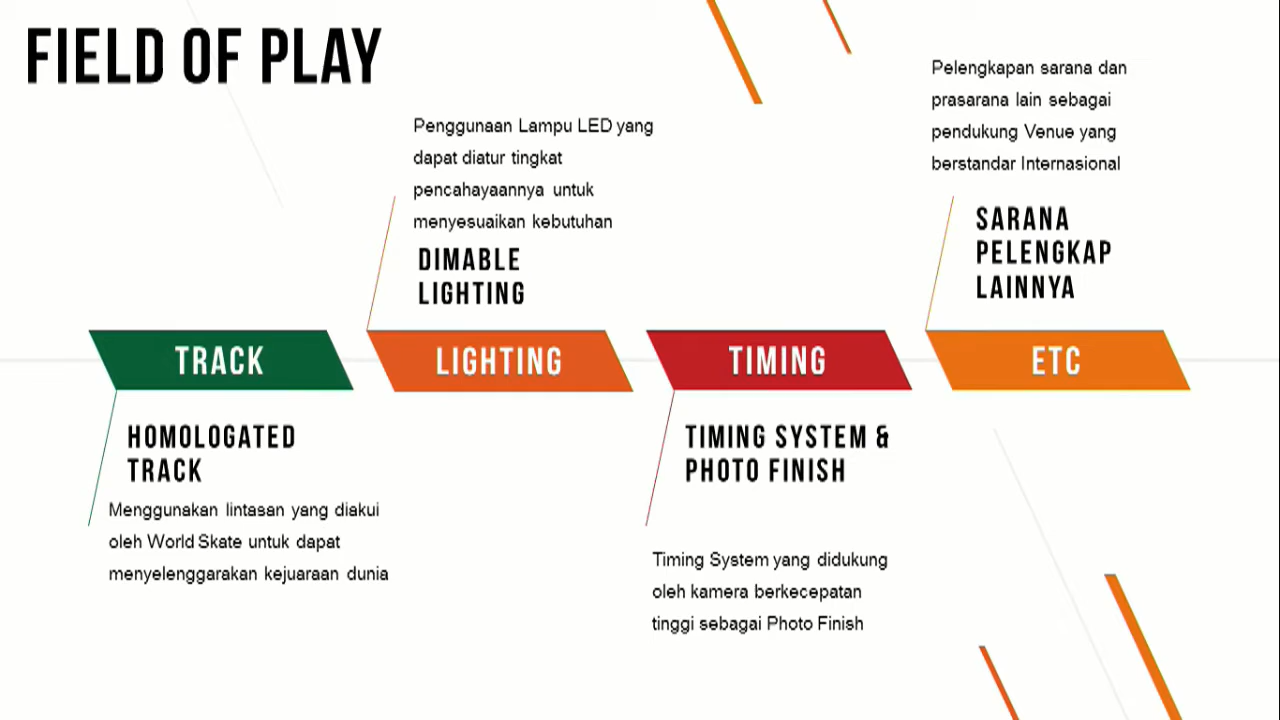 FIELD OF PLAY
Penggunaan Lampu LED yang
dapat diatur tingkat
pencahayaannya untuk
menyesuaikan kebutuhan
DIMABLE
LIGHTING
Pelengkapan sarana dan
prasarana lain sebagai
pendukung Venue yang
berstandar Internasional
SARANA
PELENGKAP
LAINNYA
TRACK
LIGHTING
TIMING
ETC
HOMOLOGATED
TRACK
Menggunakan lintasan yang diakui
oleh World Skate untuk dapat
menyelenggarakan kejuaraan dunia
TIMING SYSTEM &
PHOTO FINISH
Timing System yang didukung
oleh kamera berkecepatan
tinggi sebagai Photo Finish